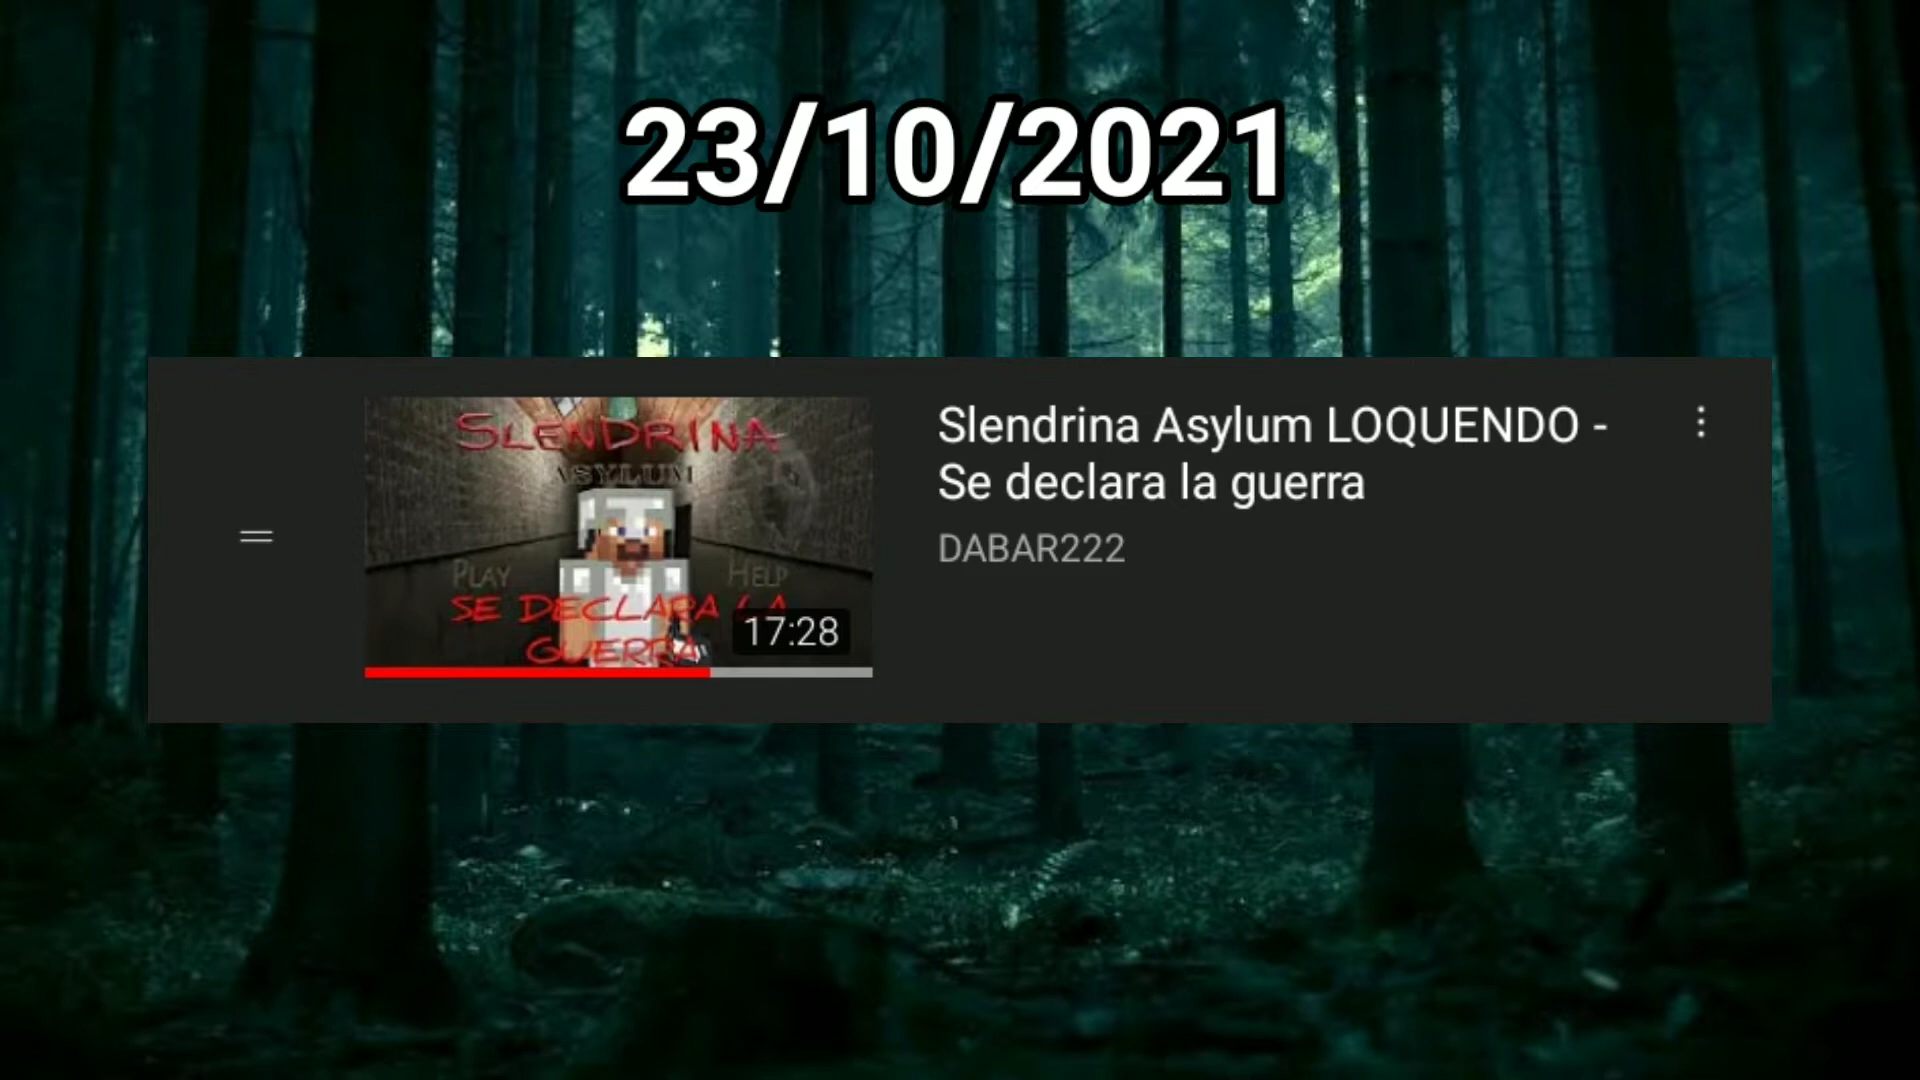 23/10/2021
SLENDRINA
ASYLUM
PLAY
HELP
SE DECLARA LA
GUERRA
17:28
Slendrina Asylum LOQUENDO -
Se declara la guerra
DABAR222